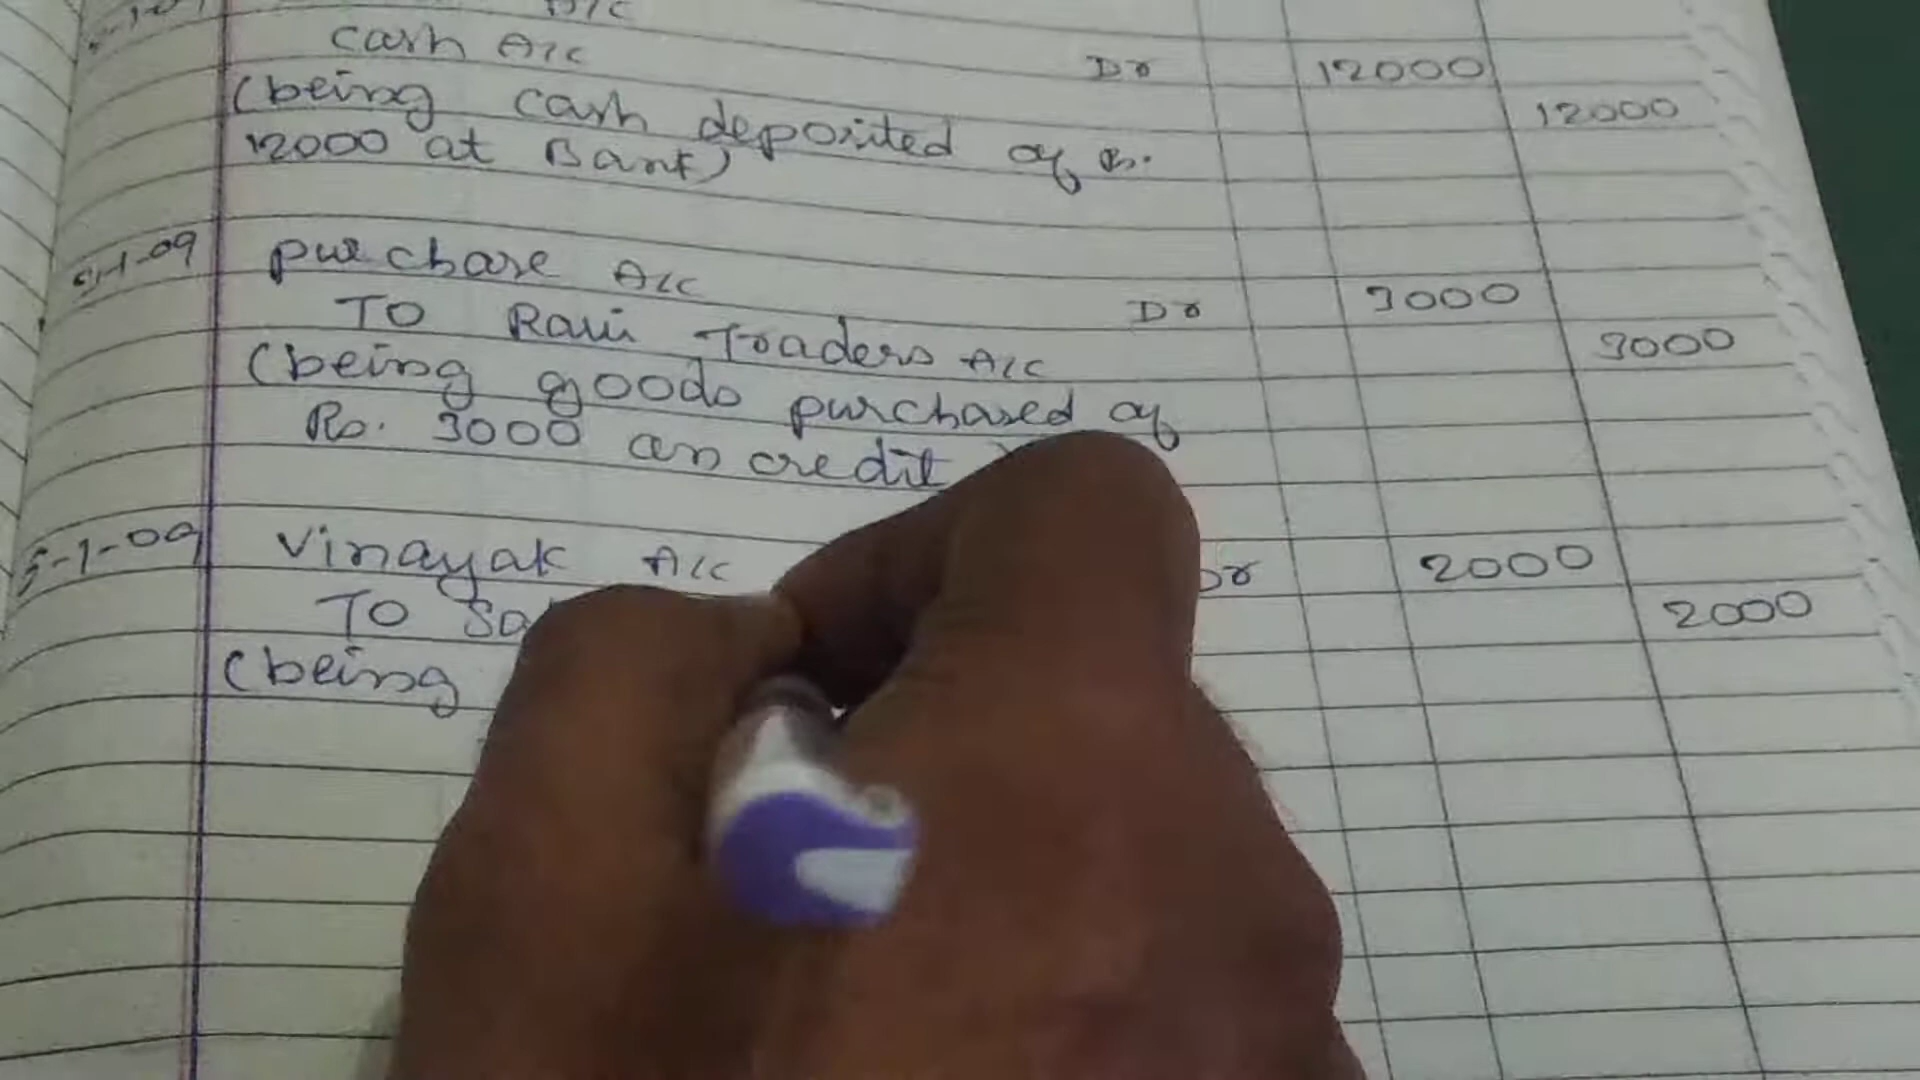 A/C
Cash A/C Dr 12000
12000
(being cash deposited of Rs.
12000 at Bank)
5-1-09 purchase A/c Dr 3000
TO Ravi Traders A/c 3000
(being goods purchased of
Rs. 3000 on credit)
5-1-09 Vinayak A/c Dr 2000
TO 2000
(being